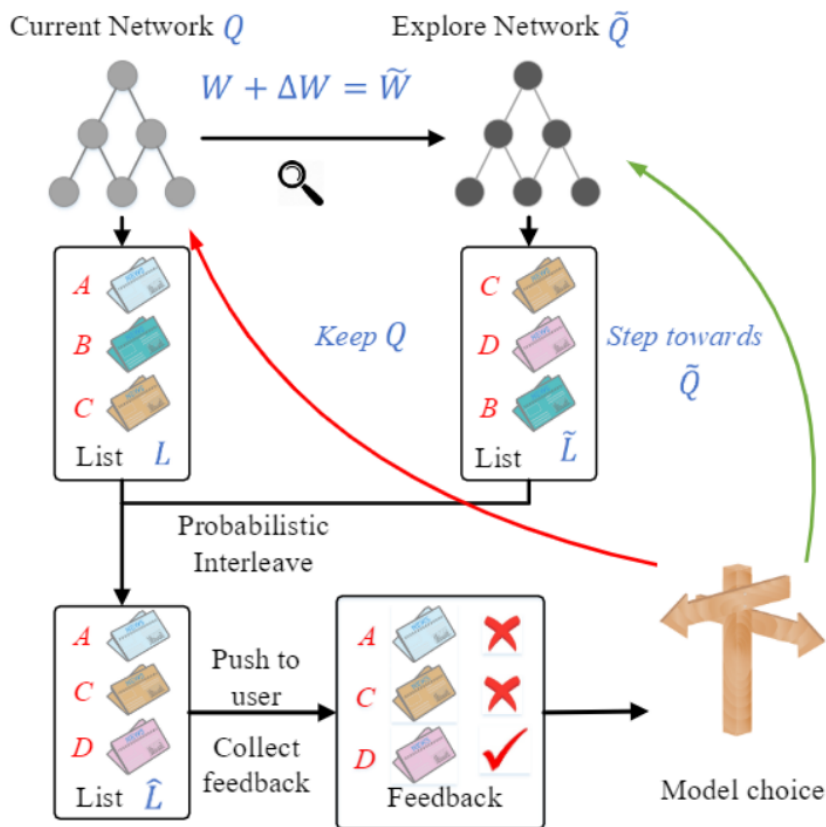 Current Network Q
Explore Network Q̃
W + ΔW = W̃
A
B
C
List L
C
D
B
List L̃
Keep Q
Step towards
Q̃
Probabilistic
Interleave
A
C
D
List L̂
Push to
user
Collect
feedback
A
C
D
Feedback
Model choice